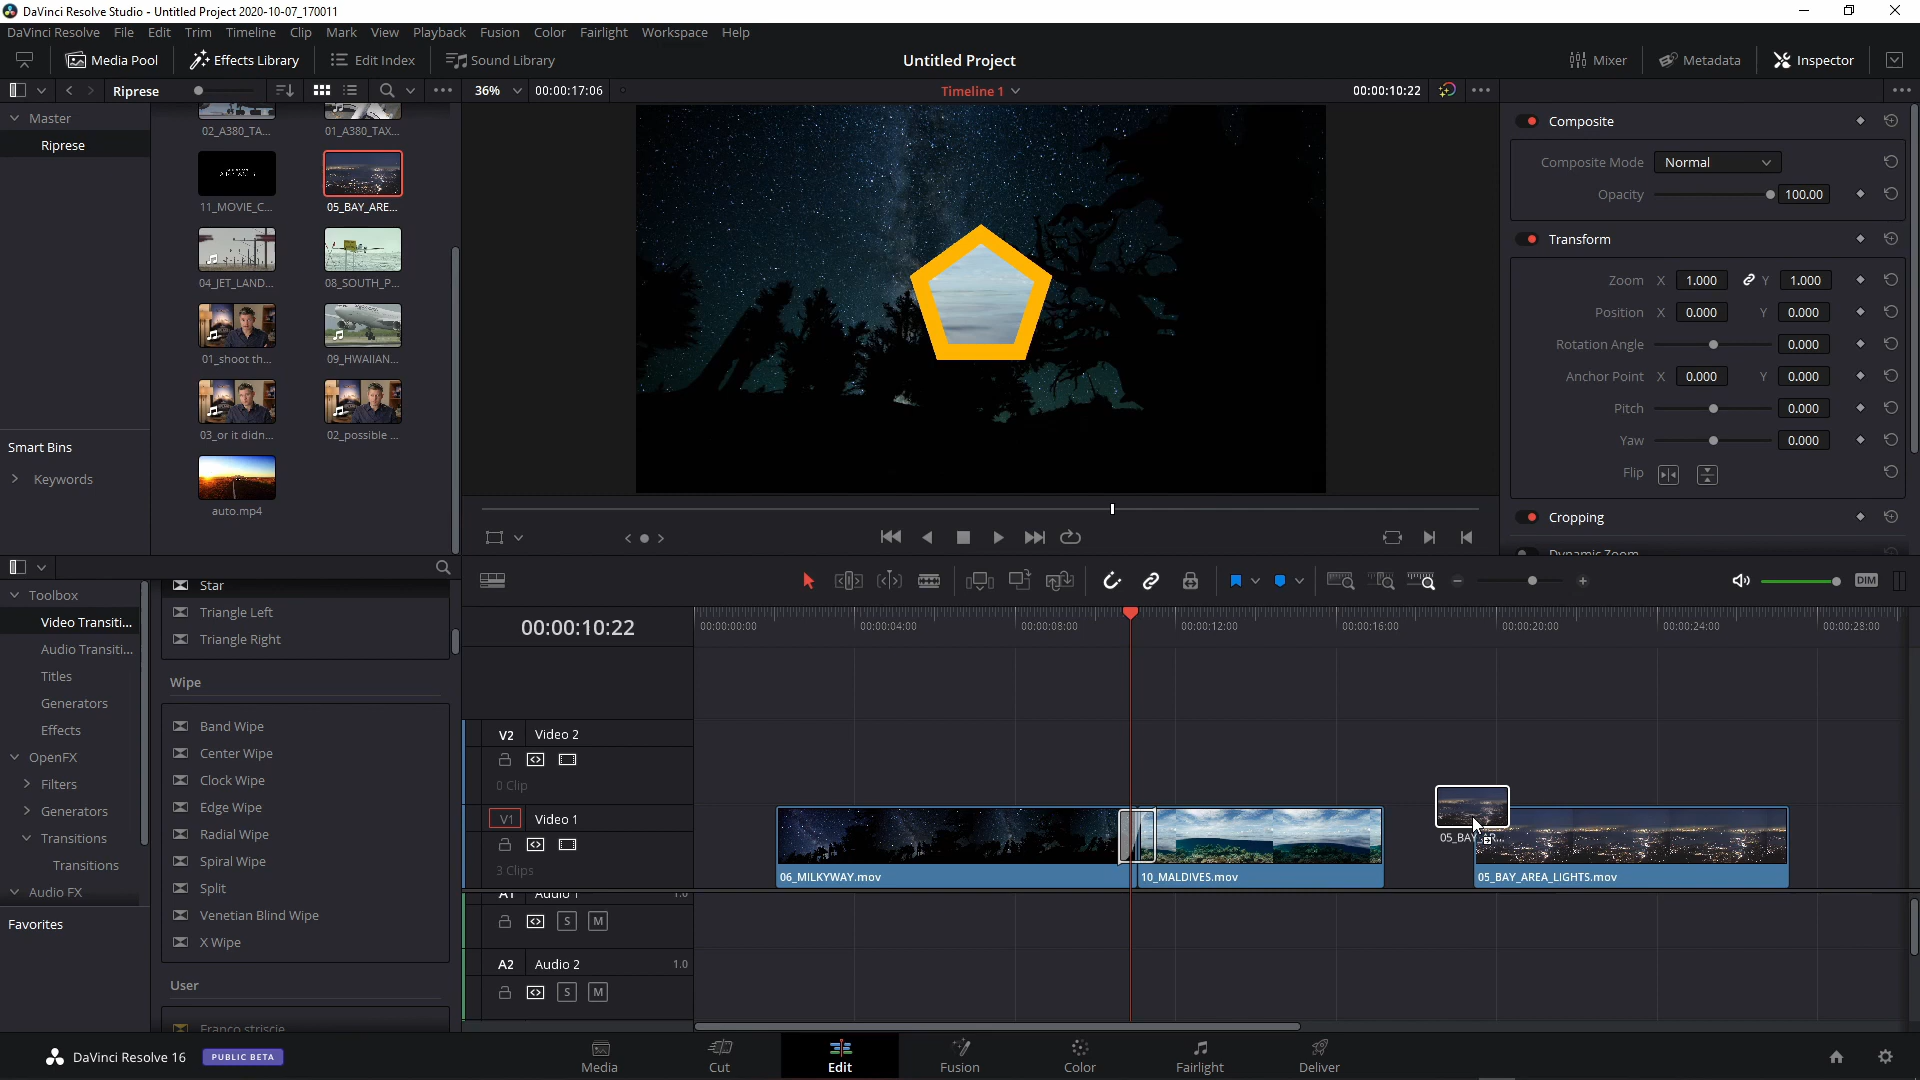 DaVinci Resolve Studio - Untitled Project 2020-10-07_170011
DaVinci Resolve File Edit Trim Timeline Clip Mark View Playback Fusion Color Fairlight Workspace Help
Media Pool Effects Library Edit Index Sound Library Untitled Project Mixer Metadata Inspector
Riprese 36% 00:00:17:06 Timeline 1 00:00:10:22
Master
Riprese
02_A380_TA... 01_A380_TAX...
11_MOVIE_C... 05_BAY_ARE...
04_JET_LAND... 08_SOUTH_P...
01_shoot th... 09_HWAIIAN...
03_or it didn... 02_possible ...
auto.mp4
Smart Bins
Keywords
Composite
Composite Mode Normal
Opacity 100.00
Transform
Zoom X 1.000 Y 1.000
Position X 0.000 Y 0.000
Rotation Angle 0.000
Anchor Point X 0.000 Y 0.000
Pitch 0.000
Yaw 0.000
Flip
Cropping
Dynamic Zoom
DIM
Toolbox
Video Transiti...
Audio Transiti...
Titles
Generators
Effects
OpenFX
Filters
Generators
Transitions
Transitions
Audio FX
Favorites
Star
Triangle Left
Triangle Right
Wipe
Band Wipe
Center Wipe
Clock Wipe
Edge Wipe
Radial Wipe
Spiral Wipe
Split
Venetian Blind Wipe
X Wipe
User
Franco striscie
00:00:10:22
00:00:00:00 00:00:04:00 00:00:08:00 00:00:12:00 00:00:16:00 00:00:20:00 00:00:24:00 00:00:28:00
V2 Video 2
0 Clip
V1 Video 1
3 Clips
06_MILKYWAY.mov 10_MALDIVES.mov 05_BAY_AREA_LIGHTS.mov
A1 Audio 1 1.0
S M
A2 Audio 2 1.0
S M
DaVinci Resolve 16 PUBLIC BETA
Media Cut Edit Fusion Color Fairlight Deliver